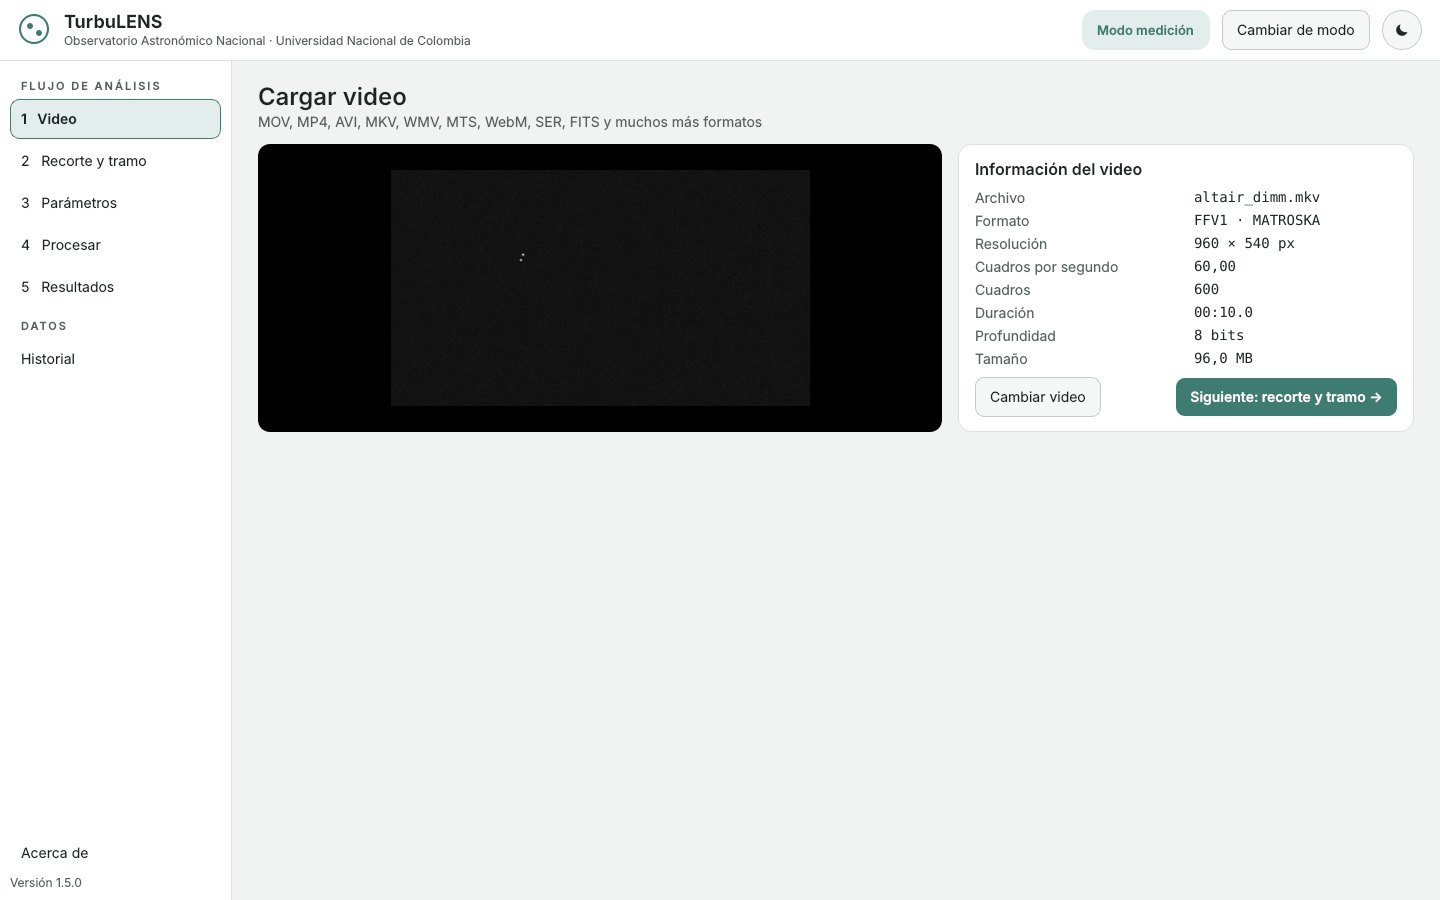 TurbuLENS
Observatorio Astronómico Nacional · Universidad Nacional de Colombia
Modo medición
Cambiar de modo
FLUJO DE ANÁLISIS
1 Video
2 Recorte y tramo
3 Parámetros
4 Procesar
5 Resultados
DATOS
Historial
Acerca de
Versión 1.5.0
Cargar video
MOV, MP4, AVI, MKV, WMV, MTS, WebM, SER, FITS y muchos más formatos
Información del video
Archivo altair_dimm.mkv
Formato FFV1 · MATROSKA
Resolución 960 × 540 px
Cuadros por segundo 60,00
Cuadros 600
Duración 00:10.0
Profundidad 8 bits
Tamaño 96,0 MB
Cambiar video
Siguiente: recorte y tramo →